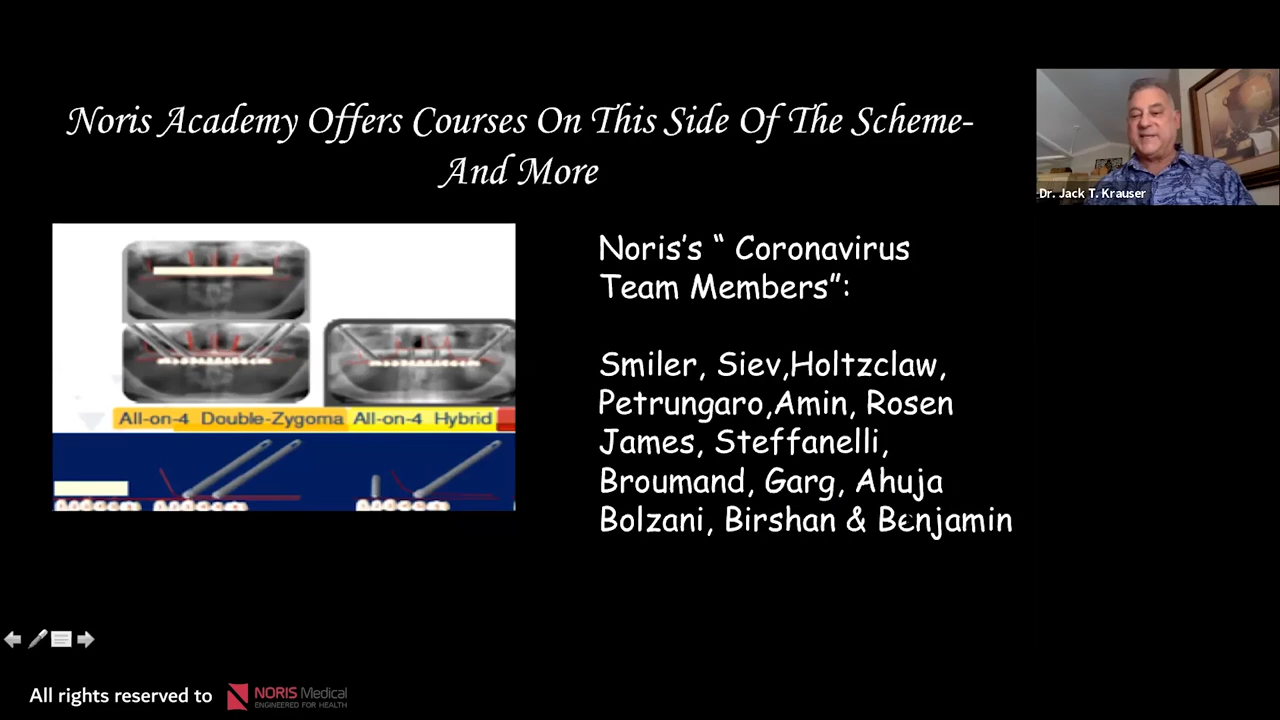 Noris Academy Offers Courses On This Side Of The Scheme-
And More
Dr. Jack T. Krauser
Noris's “ Coronavirus
Team Members”:
Smiler, Siev,Holtzclaw,
Petrungaro,Amin, Rosen
James, Steffanelli,
Broumand, Garg, Ahuja
Bolzani, Birshan & Benjamin
All-on-4 Double-Zygoma All-on-4 Hybrid
All rights reserved to NORIS Medical
ENGINEERED FOR HEALTH